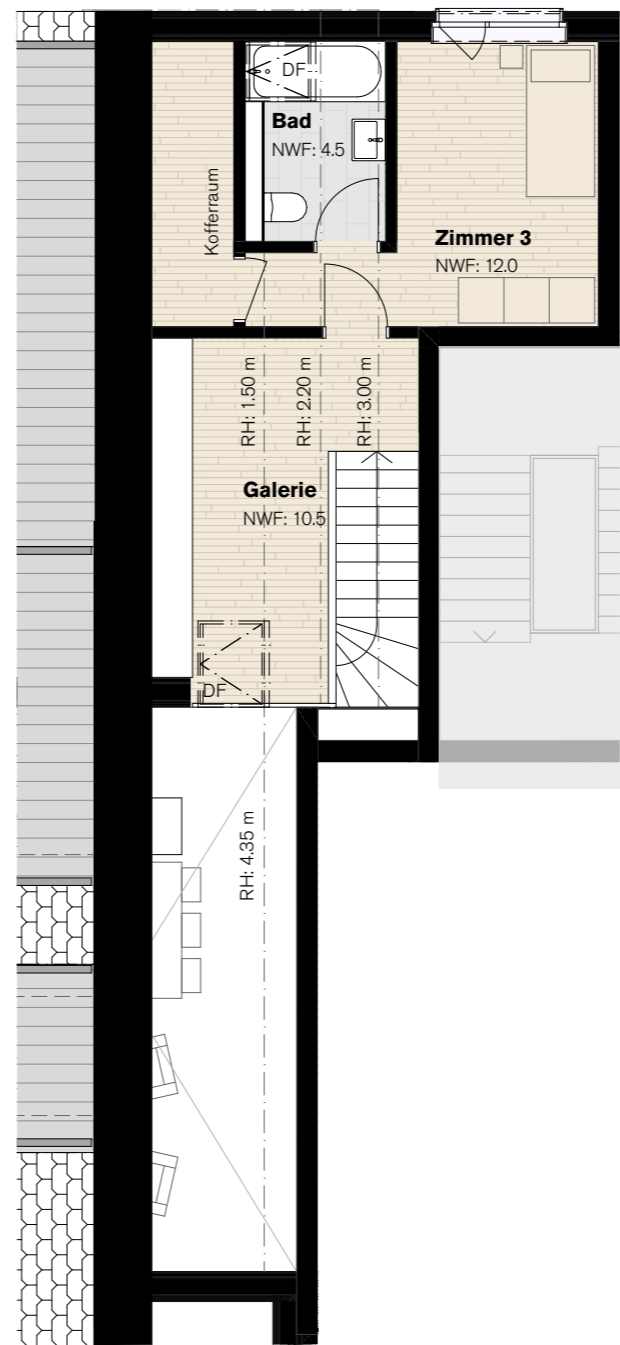 DF
Bad
NWF: 4.5
Kofferraum
Zimmer 3
NWF: 12.0
RH: 1.50 m
RH: 2.20 m
RH: 3.00 m
Galerie
NWF: 10.5
DF
RH: 4.35 m